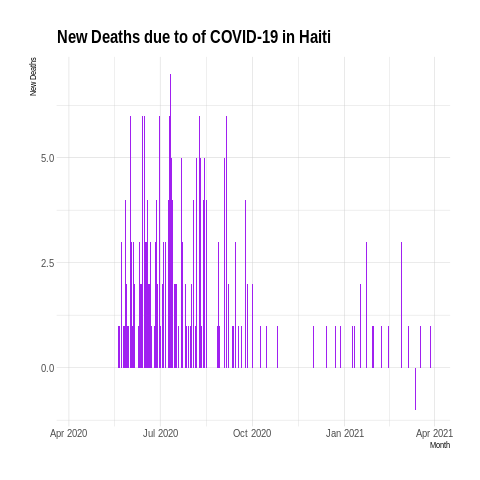 New Deaths due to of COVID-19 in Haiti
New Deaths
5.0
2.5
0.0
Apr 2020 Jul 2020 Oct 2020 Jan 2021 Apr 2021
Month